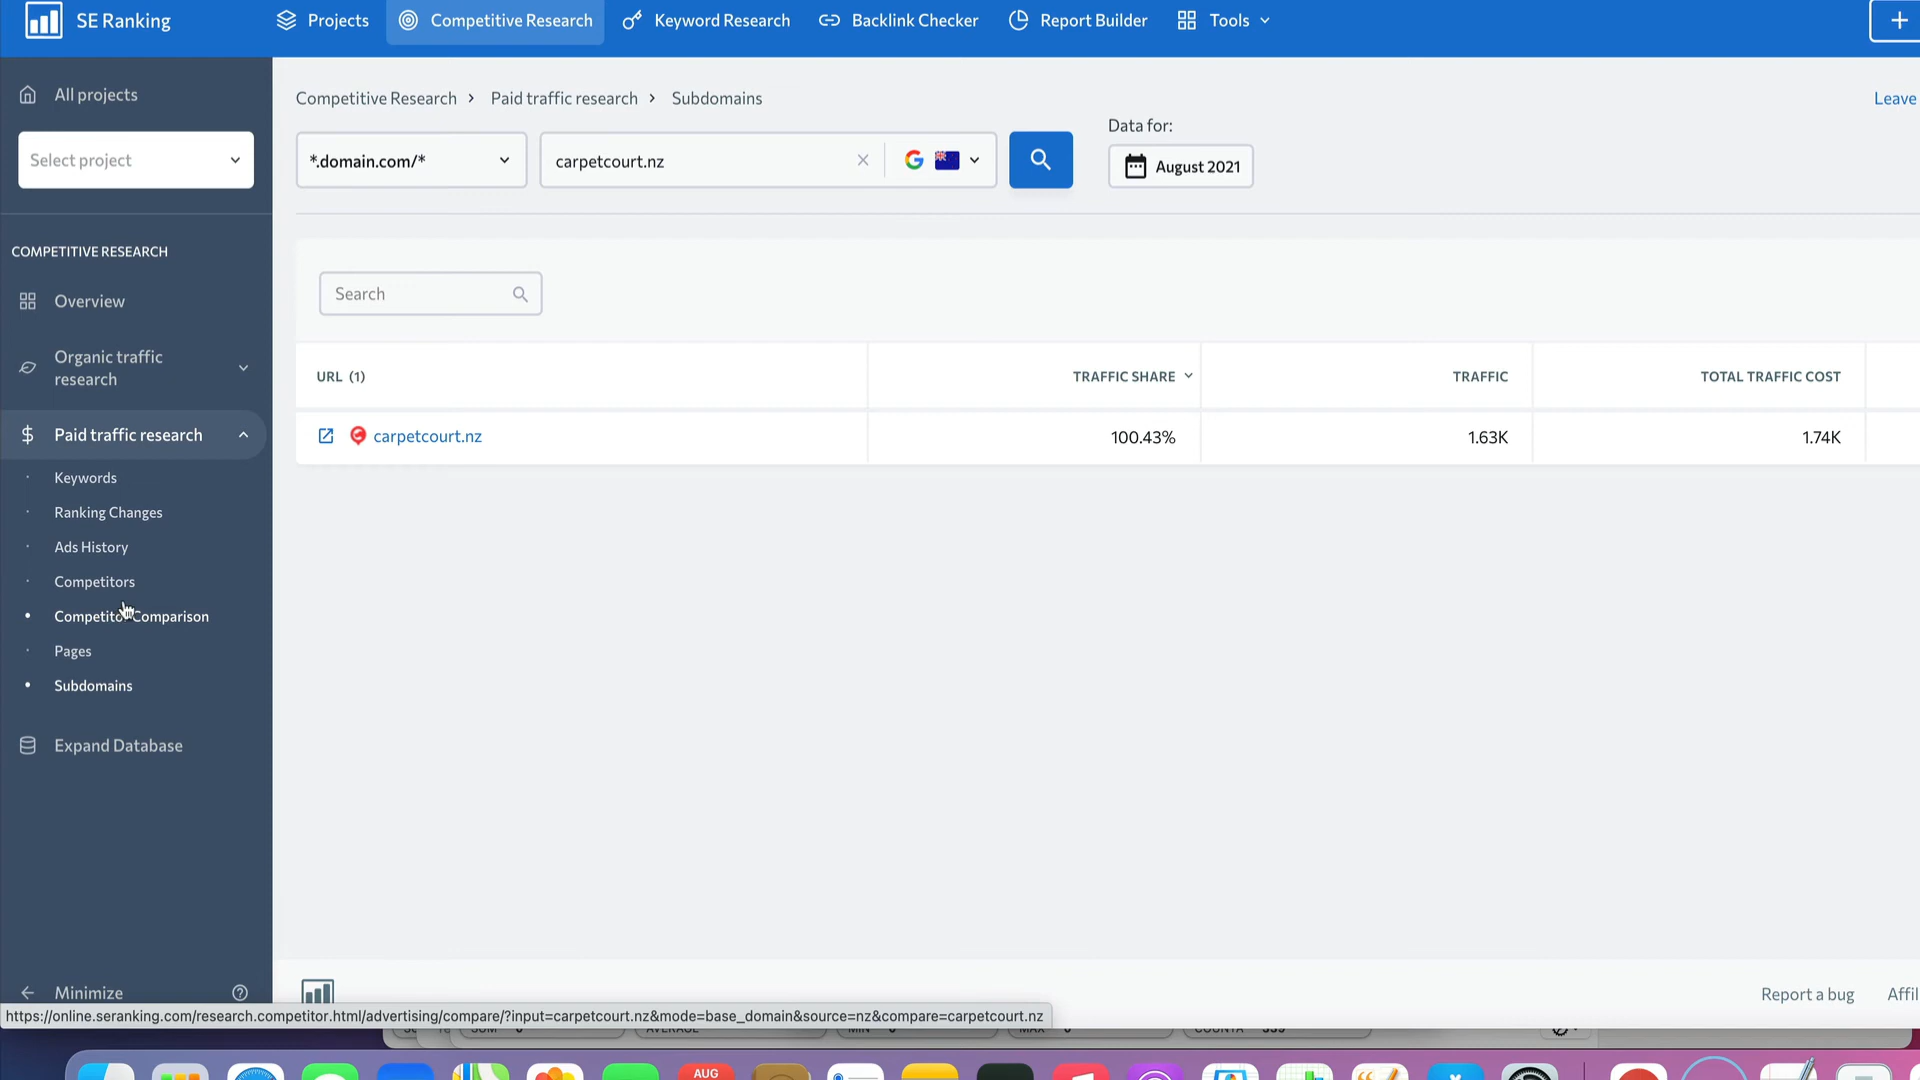 SE Ranking
Projects
Competitive Research
Keyword Research
Backlink Checker
Report Builder
Tools
All projects
Select project
COMPETITIVE RESEARCH
Overview
Organic traffic
research
Paid traffic research
Keywords
Ranking Changes
Ads History
Competitors
Competitor Comparison
Pages
Subdomains
Expand Database
Minimize
Competitive Research > Paid traffic research > Subdomains
Leave
Data for:
*.domain.com/*
carpetcourt.nz
August 2021
Search
URL (1) TRAFFIC SHARE TRAFFIC TOTAL TRAFFIC COST
carpetcourt.nz 100.43% 1.63K 1.74K
Report a bug
Affil
https://online.seranking.com/research.competitor.html/advertising/compare/?input=carpetcourt.nz&mode=base_domain&source=nz&compare=carpetcourt.nz
AUG